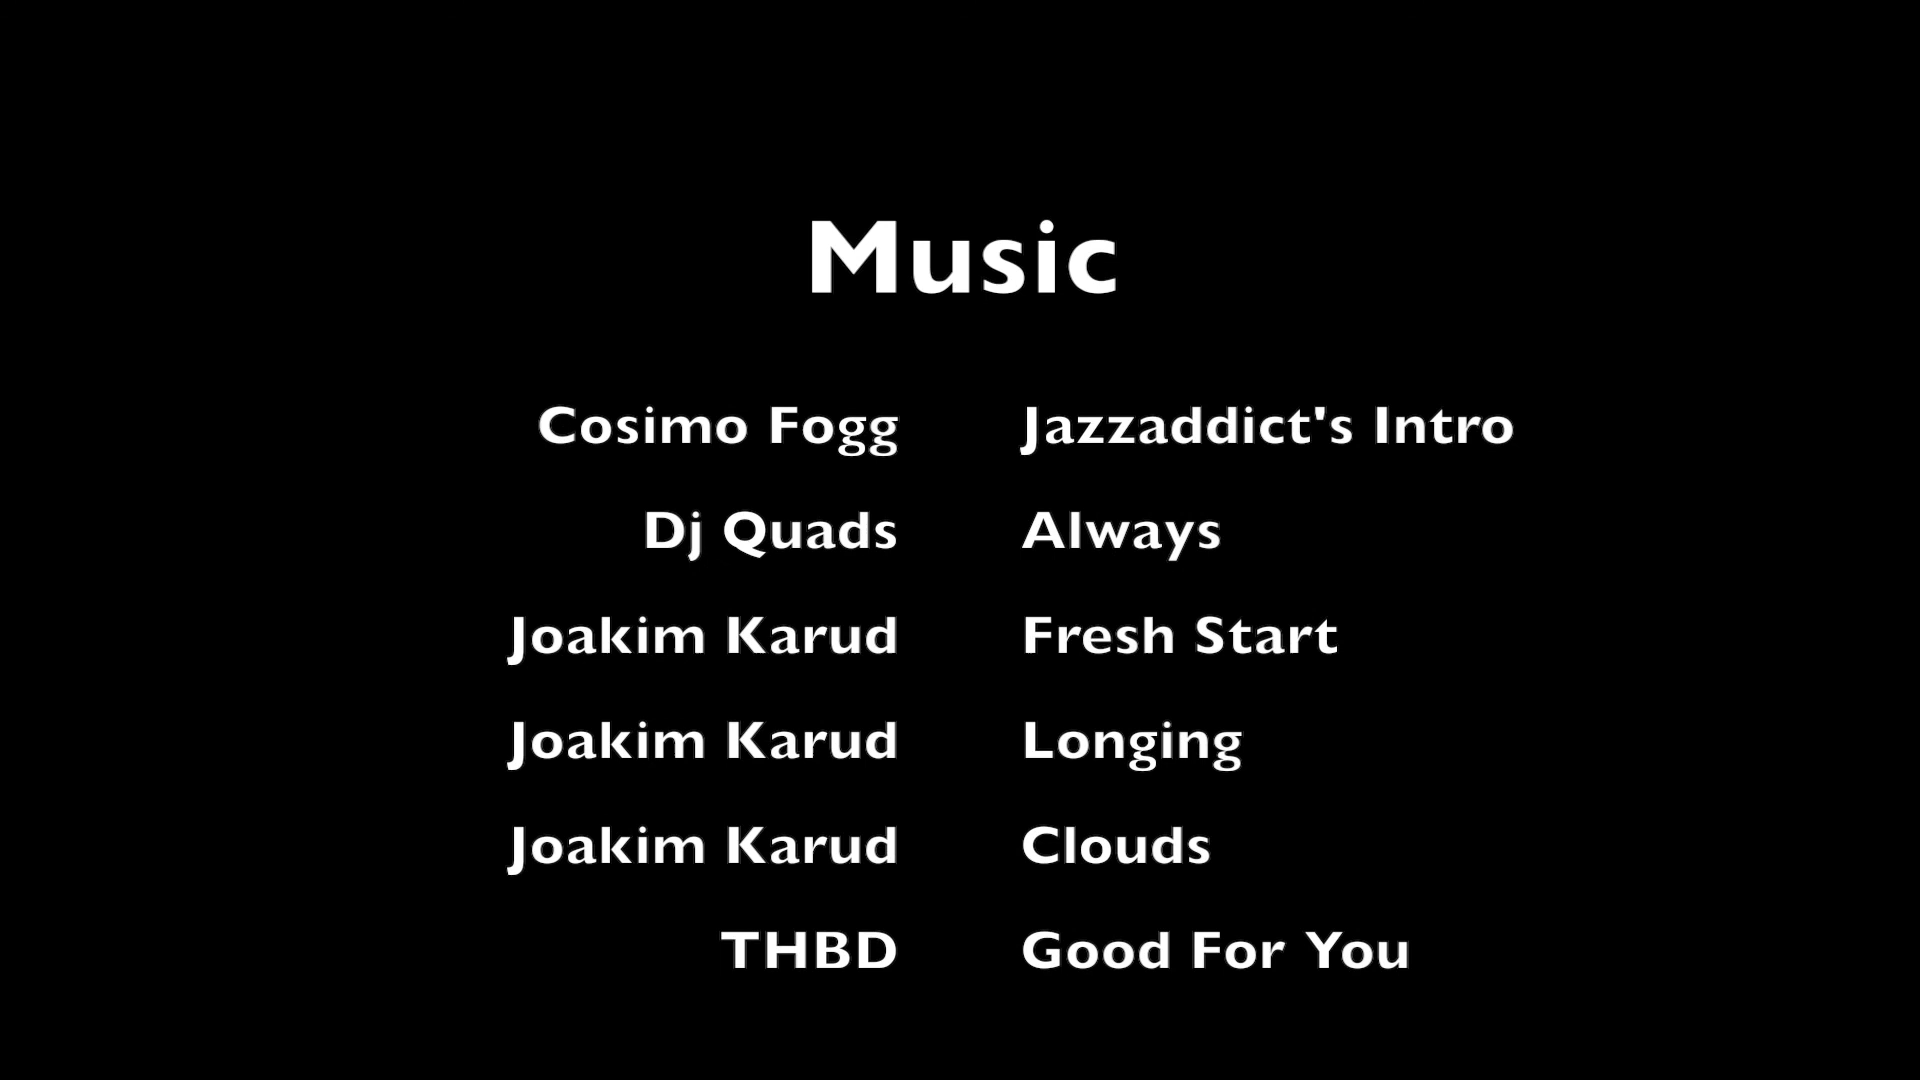 Music
Cosimo Fogg Jazzaddict's Intro
Dj Quads Always
Joakim Karud Fresh Start
Joakim Karud Longing
Joakim Karud Clouds
THBD Good For You